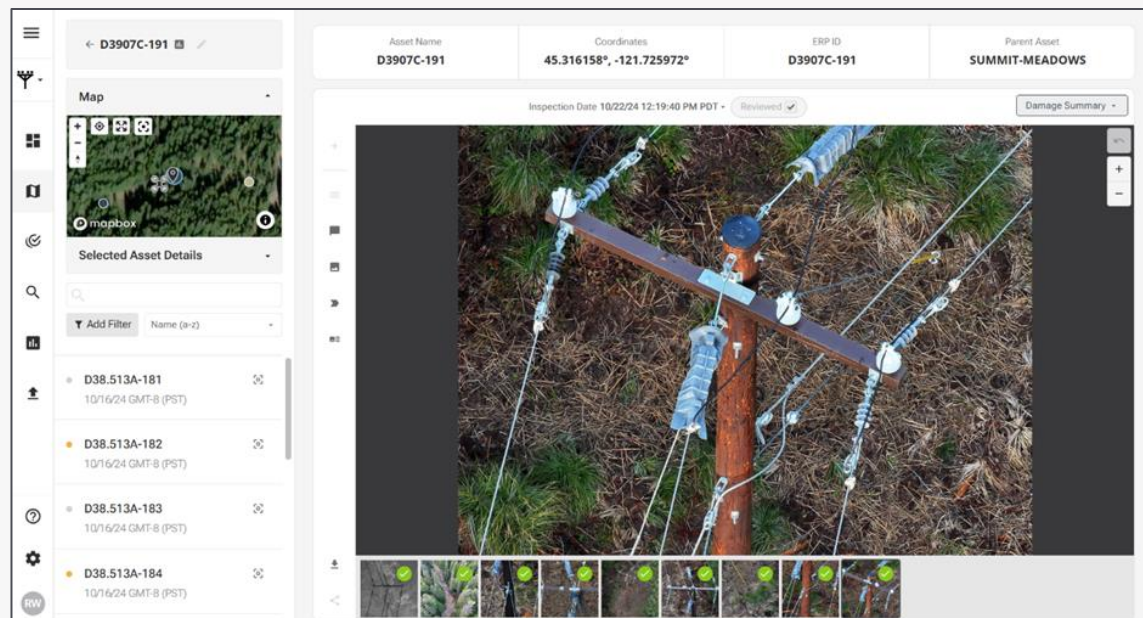 D3907C-191
Map
mapbox
Selected Asset Details
Add Filter
Name (a-z)
D38.513A-181
10/16/24 GMT-8 (PST)
D38.513A-182
10/16/24 GMT-8 (PST)
D38.513A-183
10/16/24 GMT-8 (PST)
D38.513A-184
10/16/24 GMT-8 (PST)
RW
Asset Name
D3907C-191
Coordinates
45.316158°, -121.725972°
ERP ID
D3907C-191
Parent Asset
SUMMIT-MEADOWS
Inspection Date 10/22/24 12:19:40 PM PDT
Reviewed
Damage Summary